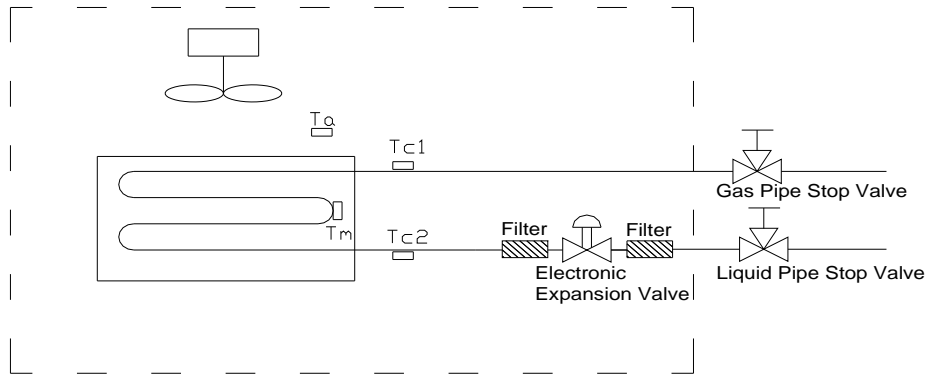 Ta
Tc1
Gas Pipe Stop Valve
Tm
Tc2
Filter
Filter
Electronic
Expansion Valve
Liquid Pipe Stop Valve